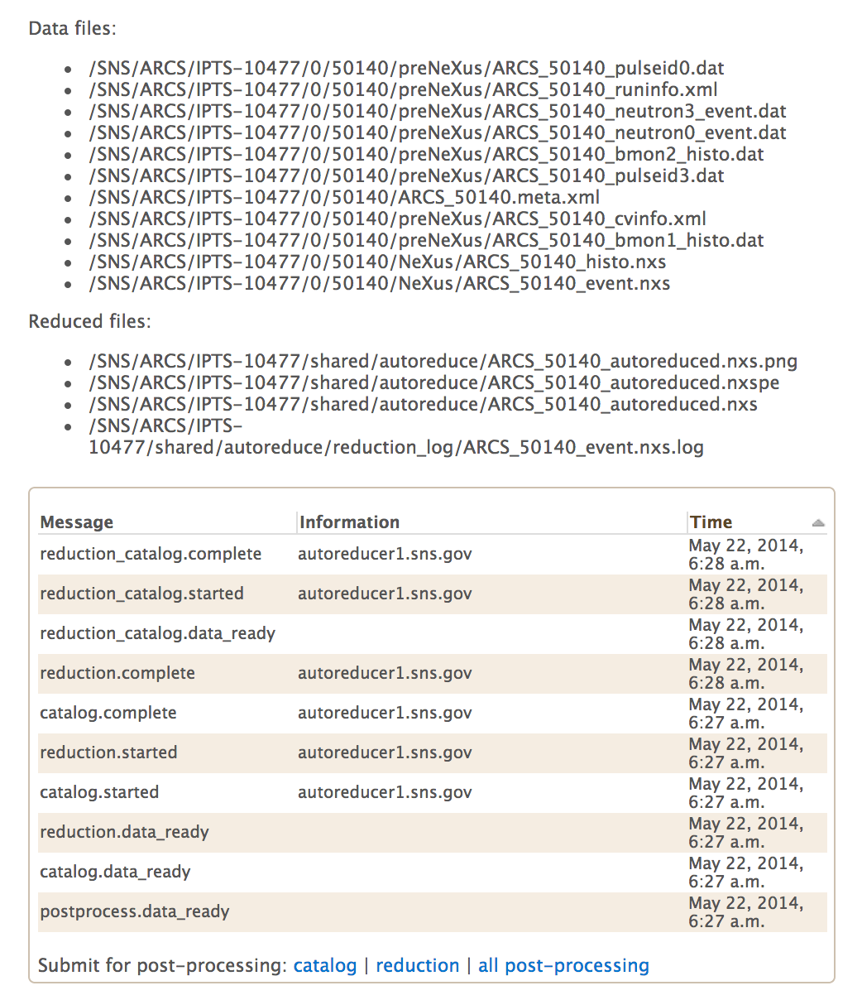 Data files:
/SNS/ARCS/IPTS-10477/0/50140/preNeXus/ARCS_50140_pulseid0.dat
/SNS/ARCS/IPTS-10477/0/50140/preNeXus/ARCS_50140_runinfo.xml
/SNS/ARCS/IPTS-10477/0/50140/preNeXus/ARCS_50140_neutron3_event.dat
/SNS/ARCS/IPTS-10477/0/50140/preNeXus/ARCS_50140_neutron0_event.dat
/SNS/ARCS/IPTS-10477/0/50140/preNeXus/ARCS_50140_bmon2_histo.dat
/SNS/ARCS/IPTS-10477/0/50140/preNeXus/ARCS_50140_pulseid3.dat
/SNS/ARCS/IPTS-10477/0/50140/ARCS_50140.meta.xml
/SNS/ARCS/IPTS-10477/0/50140/preNeXus/ARCS_50140_cvinfo.xml
/SNS/ARCS/IPTS-10477/0/50140/preNeXus/ARCS_50140_bmon1_histo.dat
/SNS/ARCS/IPTS-10477/0/50140/NeXus/ARCS_50140_histo.nxs
/SNS/ARCS/IPTS-10477/0/50140/NeXus/ARCS_50140_event.nxs
Reduced files:
/SNS/ARCS/IPTS-10477/shared/autoreduce/ARCS_50140_autoreduced.nxs.png
/SNS/ARCS/IPTS-10477/shared/autoreduce/ARCS_50140_autoreduced.nxspe
/SNS/ARCS/IPTS-10477/shared/autoreduce/ARCS_50140_autoreduced.nxs
/SNS/ARCS/IPTS-
10477/shared/autoreduce/reduction_log/ARCS_50140_event.nxs.log
Message Information Time
reduction_catalog.complete autoreducer1.sns.gov May 22, 2014,
6:28 a.m.
reduction_catalog.started autoreducer1.sns.gov May 22, 2014,
6:28 a.m.
reduction_catalog.data_ready May 22, 2014,
6:28 a.m.
reduction.complete autoreducer1.sns.gov May 22, 2014,
6:28 a.m.
catalog.complete autoreducer1.sns.gov May 22, 2014,
6:27 a.m.
reduction.started autoreducer1.sns.gov May 22, 2014,
6:27 a.m.
catalog.started autoreducer1.sns.gov May 22, 2014,
6:27 a.m.
reduction.data_ready May 22, 2014,
6:27 a.m.
catalog.data_ready May 22, 2014,
6:27 a.m.
postprocess.data_ready May 22, 2014,
6:27 a.m.
Submit for post-processing: catalog | reduction | all post-processing